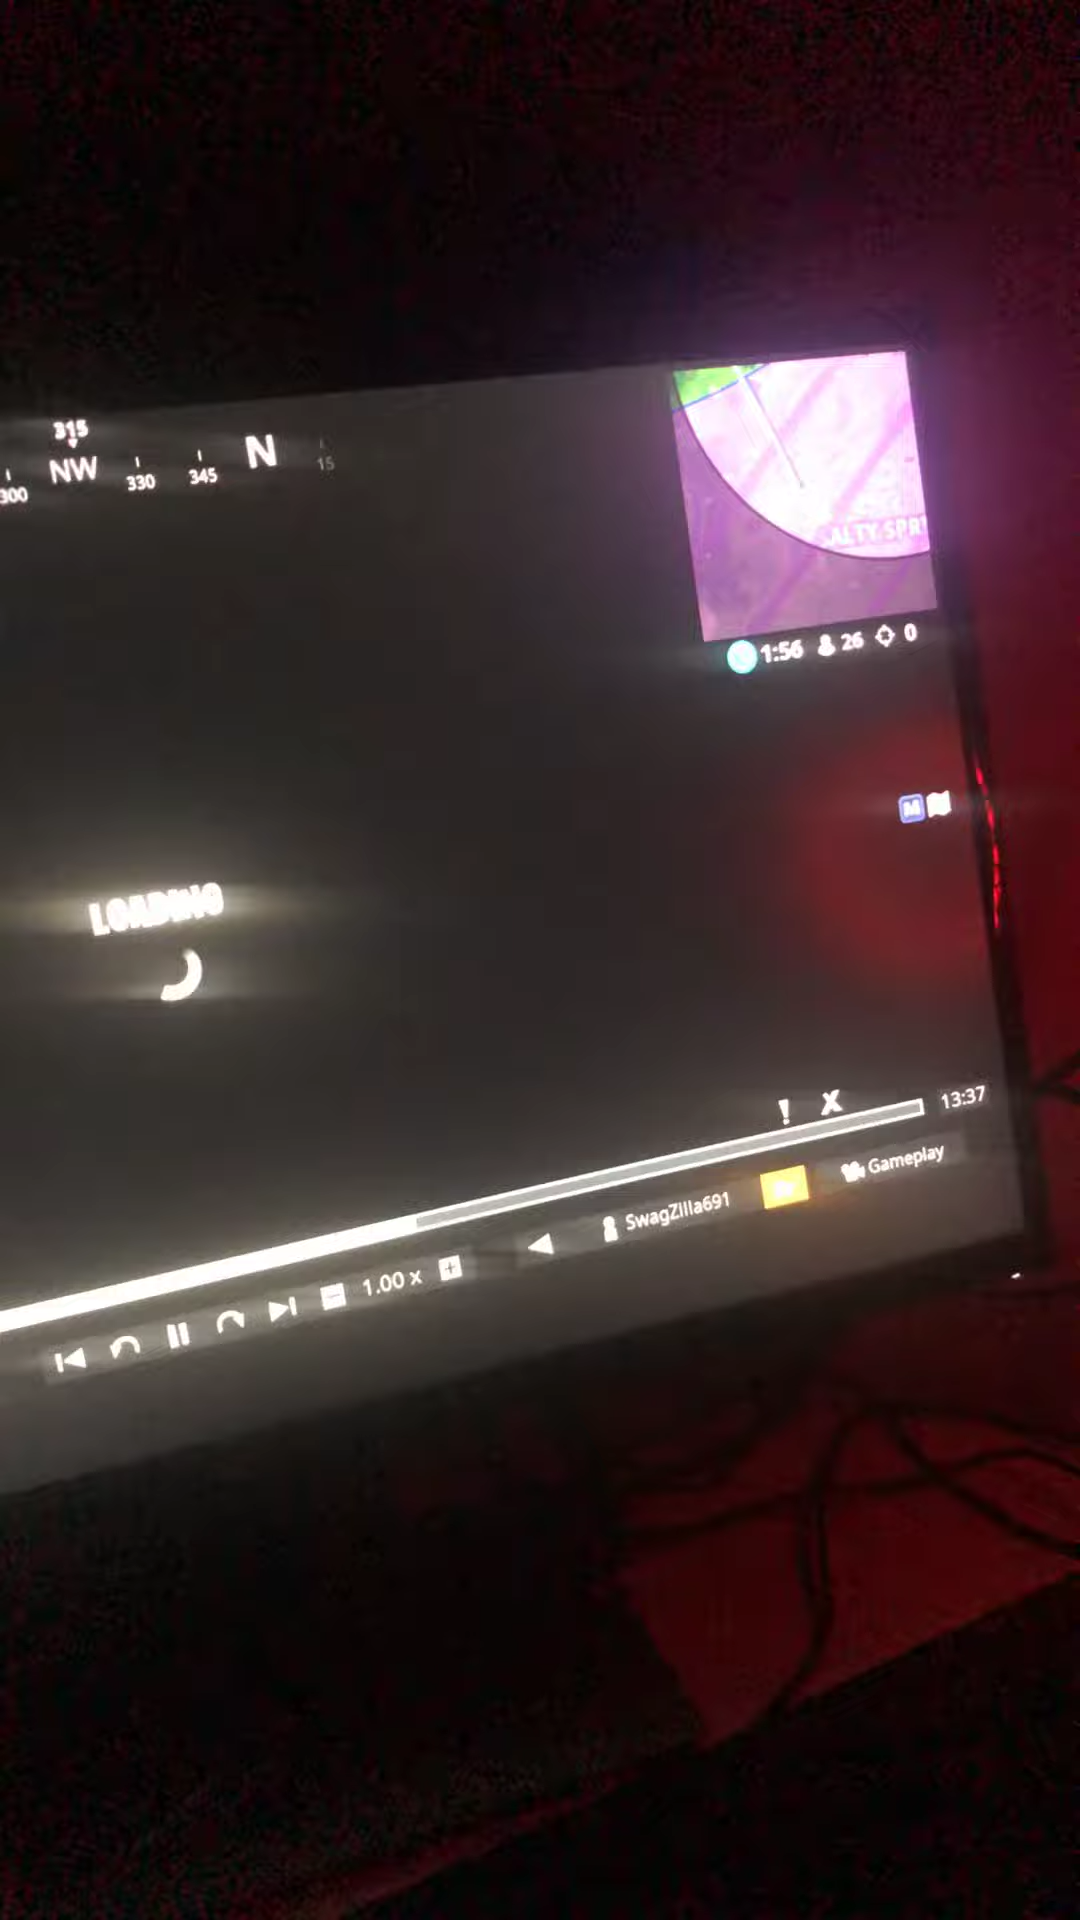 315
300 NW 330 345 N 15
ALTY SPR
1:56 26 0
M
LOADING
! X
13:37
Gameplay
SwagZilla691
1.00 x